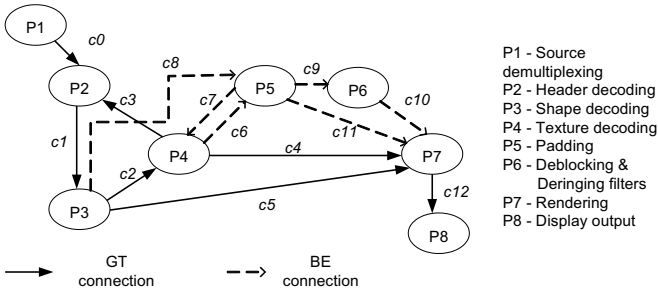 P1
c0
P2
c8
P5
c9
P6
c3
c7
c10
c1
c6
c11
P4
c4
P7
c2
P3
c5
c12
P8
GT
connection
BE
connection
P1 - Source
demultiplexing
P2 - Header decoding
P3 - Shape decoding
P4 - Texture decoding
P5 - Padding
P6 - Deblocking &
Deringing filters
P7 - Rendering
P8 - Display output